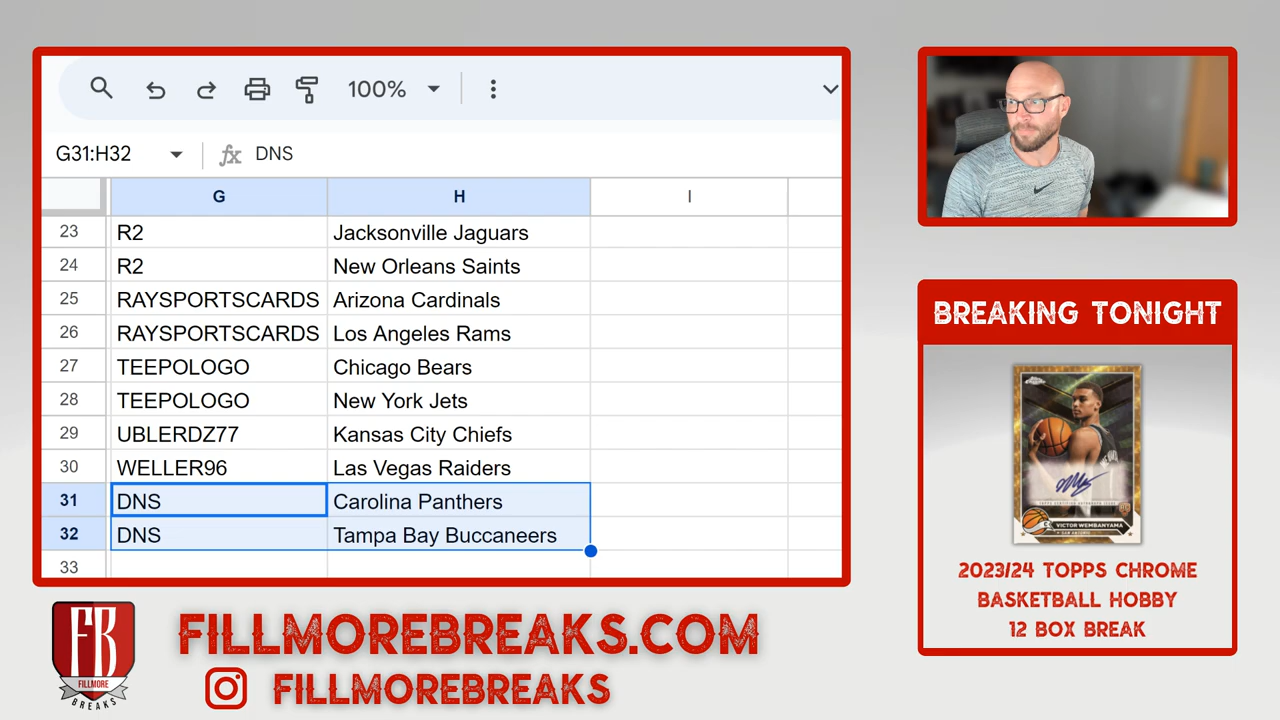 100%
G31:H32
fx DNS
G H I
23 R2 Jacksonville Jaguars
24 R2 New Orleans Saints
25 RAYSPORTSCARDS Arizona Cardinals
26 RAYSPORTSCARDS Los Angeles Rams
27 TEEPOLOGO Chicago Bears
28 TEEPOLOGO New York Jets
29 UBLERDZ77 Kansas City Chiefs
30 WELLER96 Las Vegas Raiders
31 DNS Carolina Panthers
32 DNS Tampa Bay Buccaneers
33
BREAKING TONIGHT
VICTOR WEMBANYAMA
2023/24 TOPPS CHROME
BASKETBALL HOBBY
12 BOX BREAK
FB
FILLMORE
BREAKS
FILLMOREBREAKS.COM
FILLMOREBREAKS